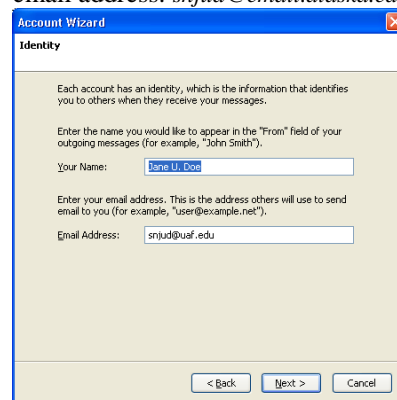 Account Wizard
Identity
Each account has an identity, which is the information that identifies
you to others when they receive your messages.
Enter the name you would like to appear in the "From" field of your
outgoing messages (for example, "John Smith").
Your Name: Jane U. Doe
Enter your email address. This is the address others will use to send
email to you (for example, "user@example.net").
Email Address: snjud@uaf.edu
< Back Next > Cancel